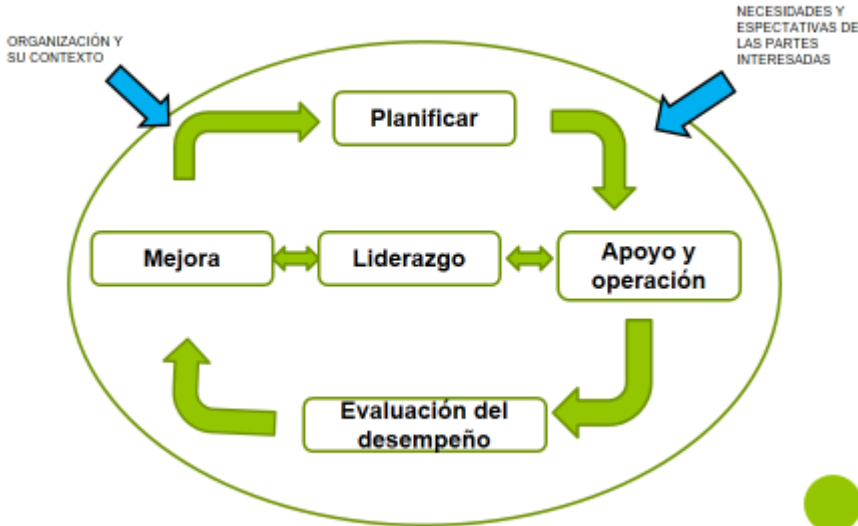 ORGANIZACIÓN Y
SU CONTEXTO
NECESIDADES Y
ESPECTATIVAS DE
LAS PARTES
INTERESADAS
Planificar
Mejora
Liderazgo
Apoyo y
operación
Evaluación del
desempeño